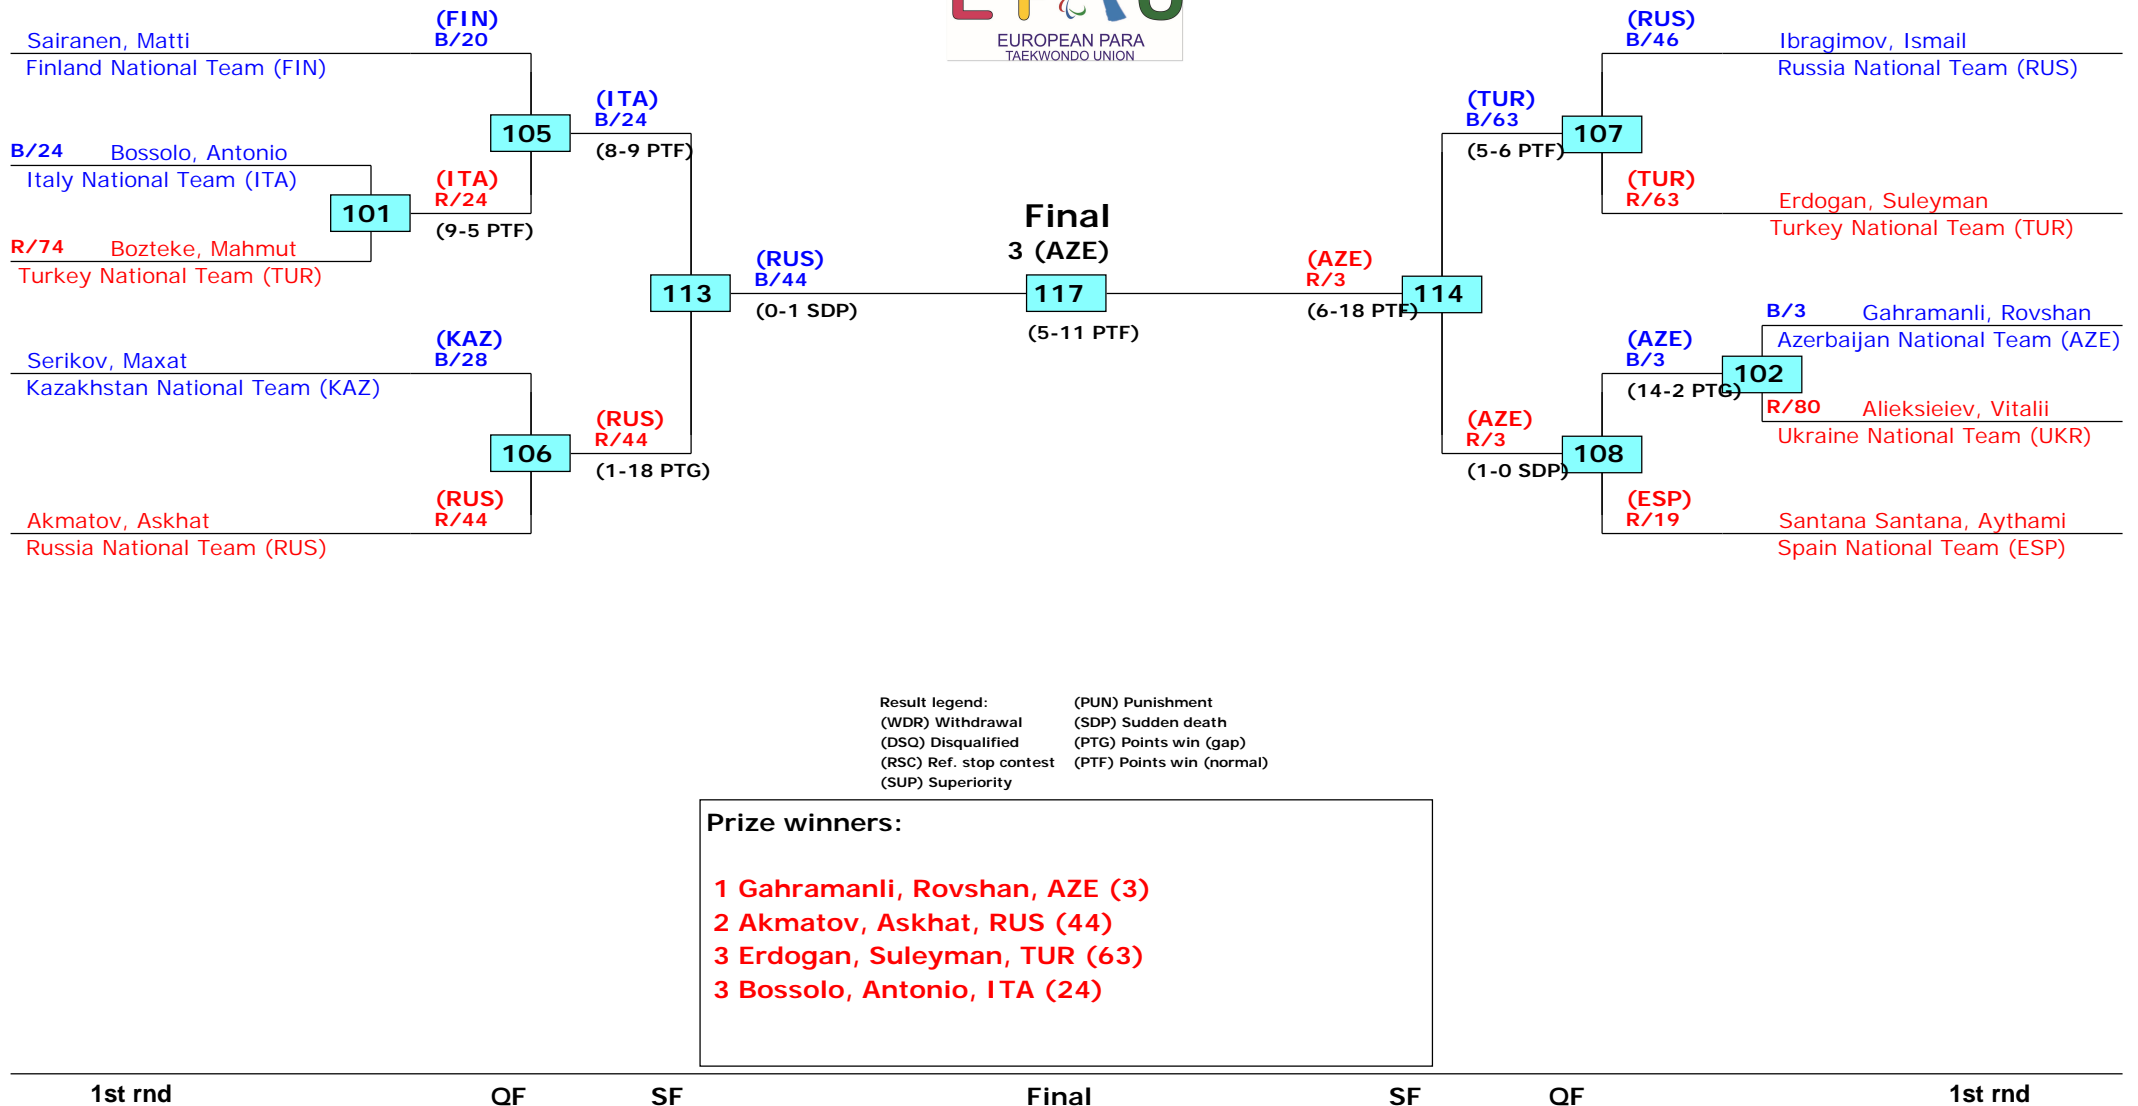 (FIN)
B/20
Sairanen, Matti
Finland National Team (FIN)
B/24 Bossolo, Antonio
Italy National Team (ITA)
101
R/74 Bozteke, Mahmut
Turkey National Team (TUR)
(ITA)
R/24
(9-5 PTF)
105
(ITA)
B/24
(8-9 PTF)
(KAZ)
B/28
Serikov, Maxat
Kazakhstan National Team (KAZ)
106
(RUS)
R/44
(1-18 PTG)
(RUS)
R/44
Akmatov, Askhat
Russia National Team (RUS)
113
(RUS)
B/44
(0-1 SDP)
EUROPEAN PARA
TAEKWONDO UNION
Final
3 (AZE)
117
(5-11 PTF)
(AZE)
R/3
(6-18 PTF)
114
(TUR)
B/63
(5-6 PTF)
107
(RUS)
B/46
Ibragimov, Ismail
Russia National Team (RUS)
(TUR)
R/63
Erdogan, Suleyman
Turkey National Team (TUR)
B/3 Gahramanli, Rovshan
Azerbaijan National Team (AZE)
(AZE)
B/3
(14-2 PTG)
102
R/80 Alieksieiev, Vitalii
Ukraine National Team (UKR)
(AZE)
R/3
(1-0 SDP)
108
(ESP)
R/19
Santana Santana, Aythami
Spain National Team (ESP)
Result legend: (PUN) Punishment
(WDR) Withdrawal (SDP) Sudden death
(DSQ) Disqualified (PTG) Points win (gap)
(RSC) Ref. stop contest (PTF) Points win (normal)
(SUP) Superiority
Prize winners:
1 Gahramanli, Rovshan, AZE (3)
2 Akmatov, Askhat, RUS (44)
3 Erdogan, Suleyman, TUR (63)
3 Bossolo, Antonio, ITA (24)
1st rnd QF SF Final SF QF 1st rnd